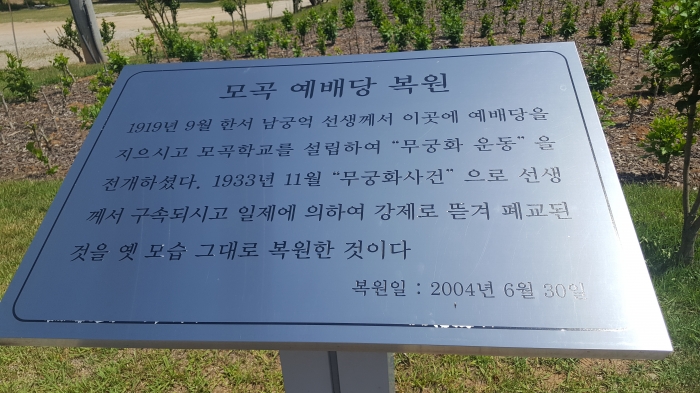 모곡 예배당 복원
1919년 9월 한서 남궁억 선생께서 이곳에 예배당을
지으시고 모곡학교를 설립하여 "무궁화 운동" 을
전개하셨다. 1933년 11월 "무궁화사건" 으로 선생
께서 구속되시고 일제에 의하여 강제로 뜯겨 폐교된
것을 옛 모습 그대로 복원한 것이다
복원일 : 2004년 6월 30일